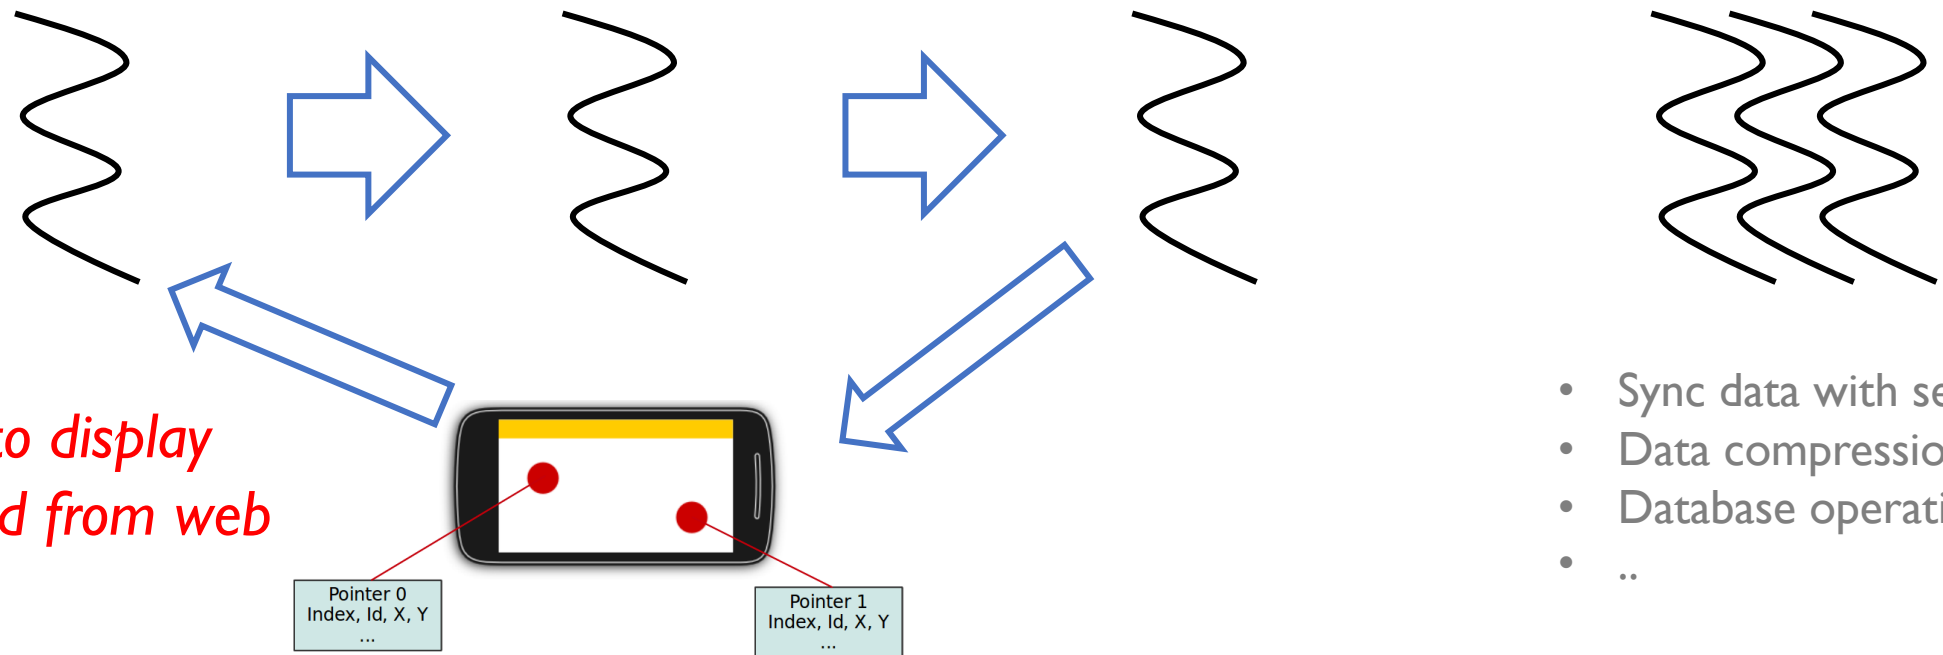 to display
d from web
Pointer 0
Index, Id, X, Y
...
Pointer 1
Index, Id, X, Y
...
• Sync data with se
• Data compressio
• Database operati
• ..